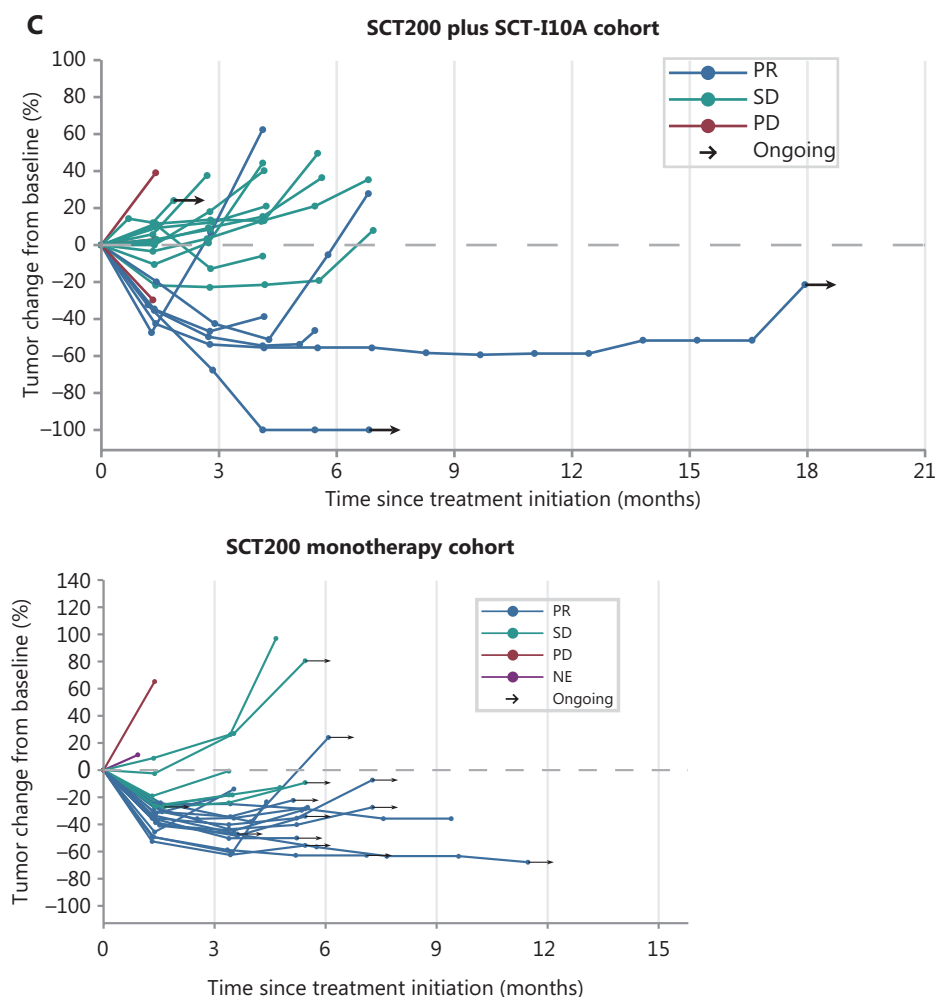 C
SCT200 plus SCT-I10A cohort
Tumor change from baseline (%)
100
80
60
40
20
0
–20
–40
–60
–80
–100
PR
SD
PD
Ongoing
0 3 6 9 12 15 18 21
Time since treatment initiation (months)
SCT200 monotherapy cohort
Tumor change from baseline (%)
140
120
100
80
60
40
20
0
–20
–40
–60
–80
–100
PR
SD
PD
NE
Ongoing
0 3 6 9 12 15
Time since treatment initiation (months)